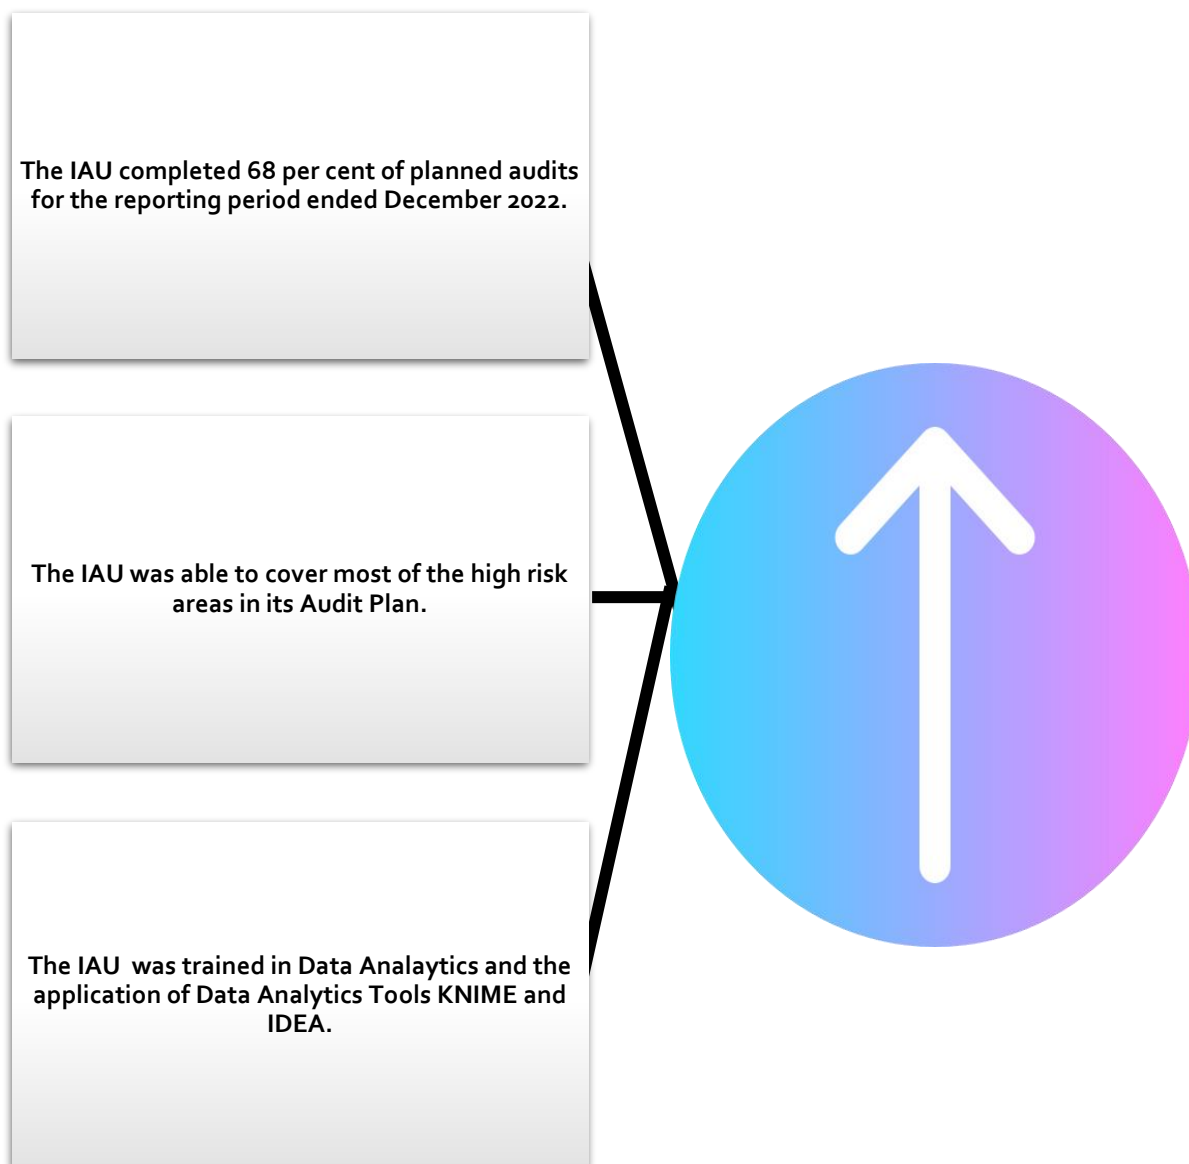 The IAU completed 68 per cent of planned audits
for the reporting period ended December 2022.
The IAU was able to cover most of the high risk
areas in its Audit Plan.
The IAU  was trained in Data Analaytics and the
application of Data Analytics Tools KNIME and
IDEA.